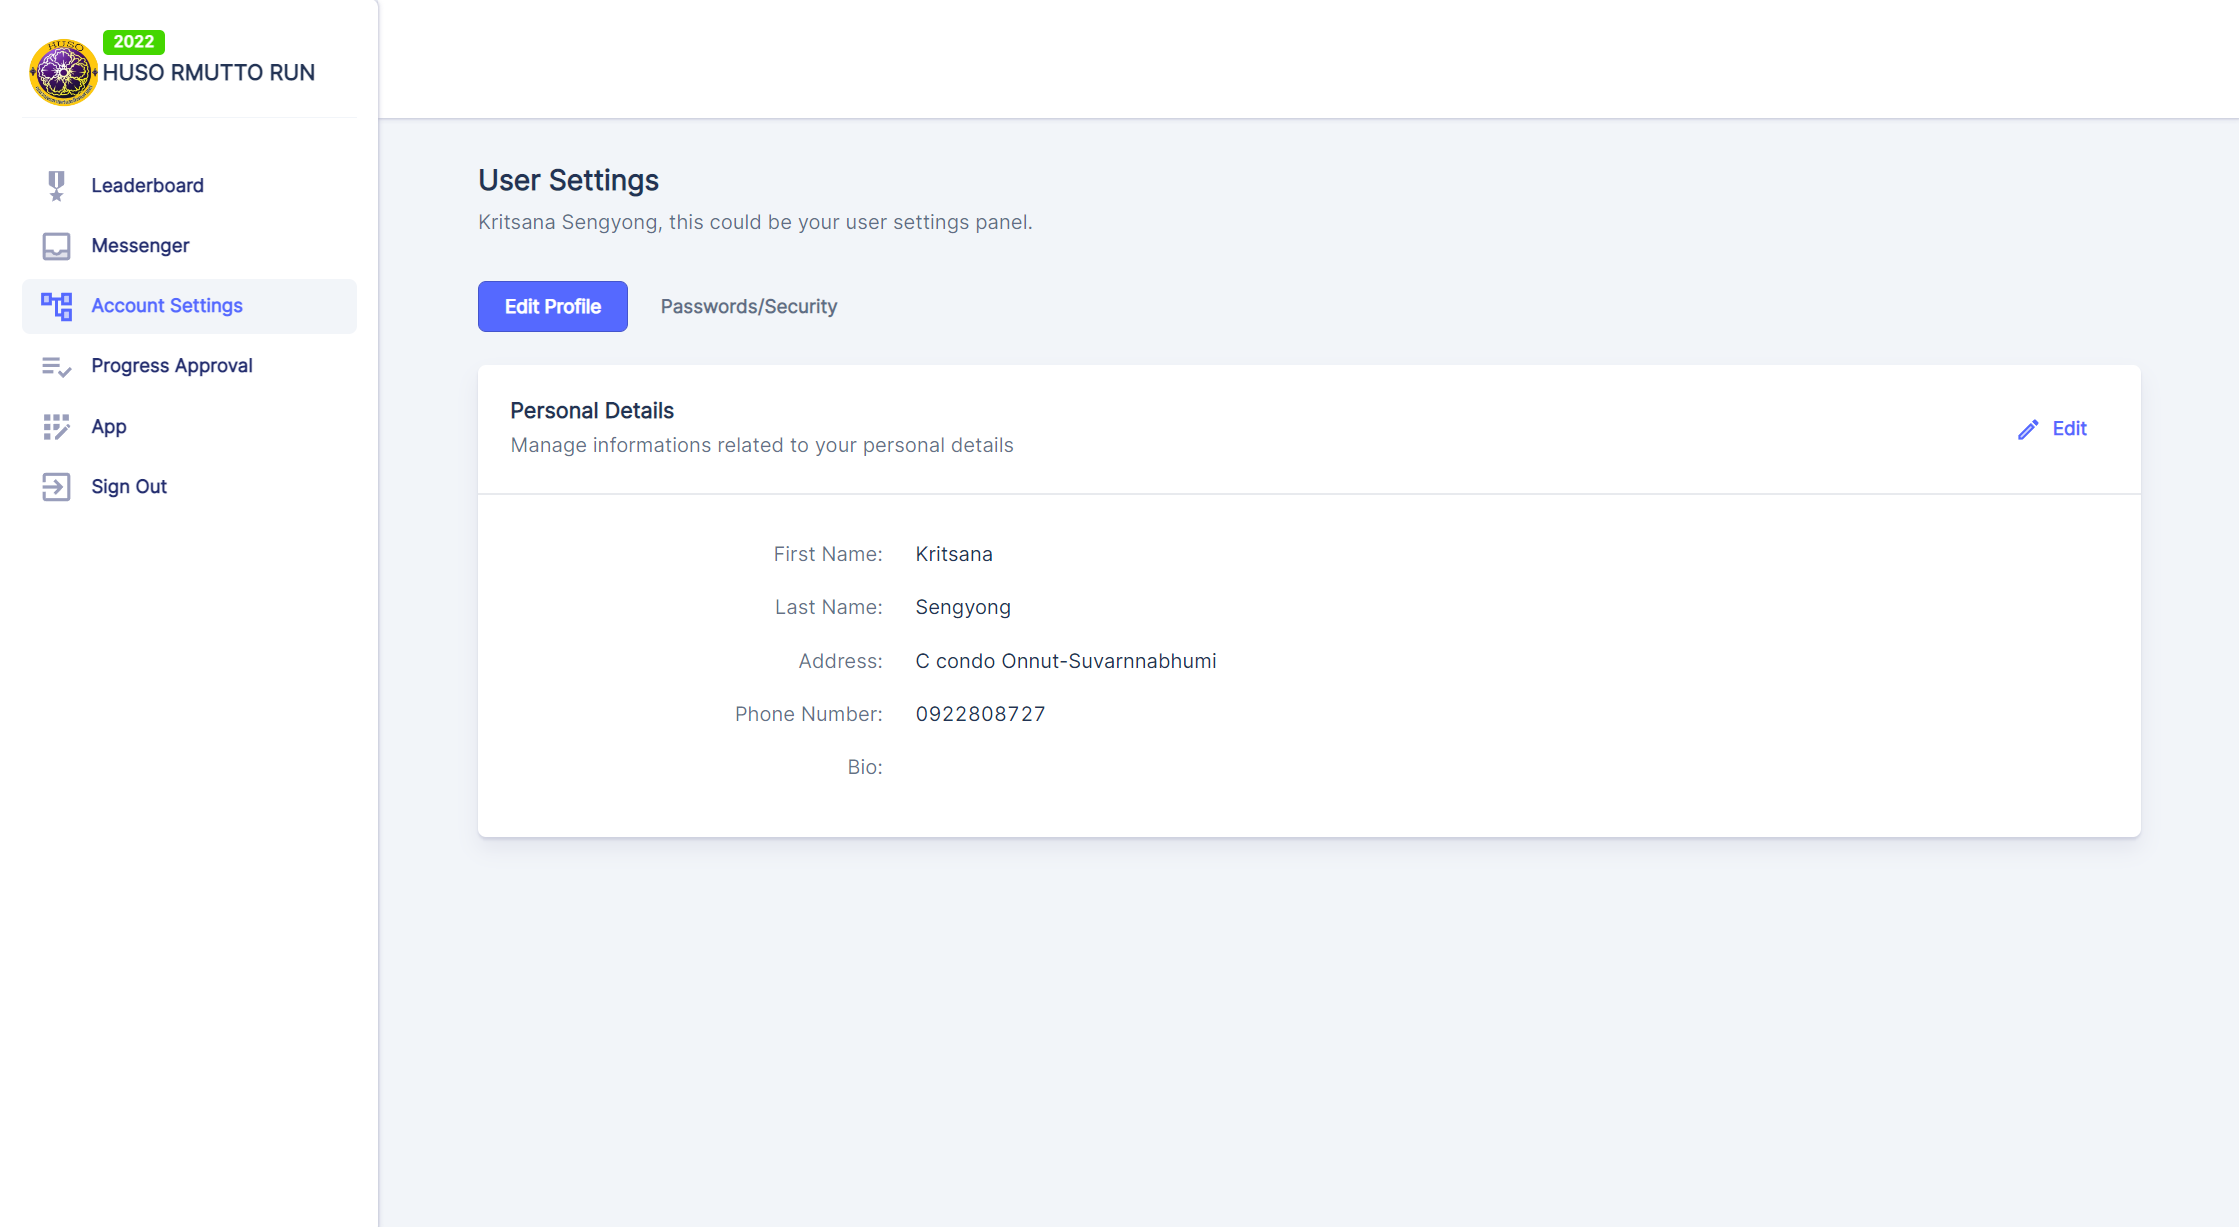 2022
HUSO RMUTTO RUN
HUSO
Leaderboard
Messenger
Account Settings
Progress Approval
App
Sign Out
User Settings
Kritsana Sengyong, this could be your user settings panel.
Edit Profile
Passwords/Security
Personal Details
Manage informations related to your personal details
Edit
First Name: Kritsana
Last Name: Sengyong
Address: C condo Onnut-Suvarnnabhumi
Phone Number: 0922808727
Bio: